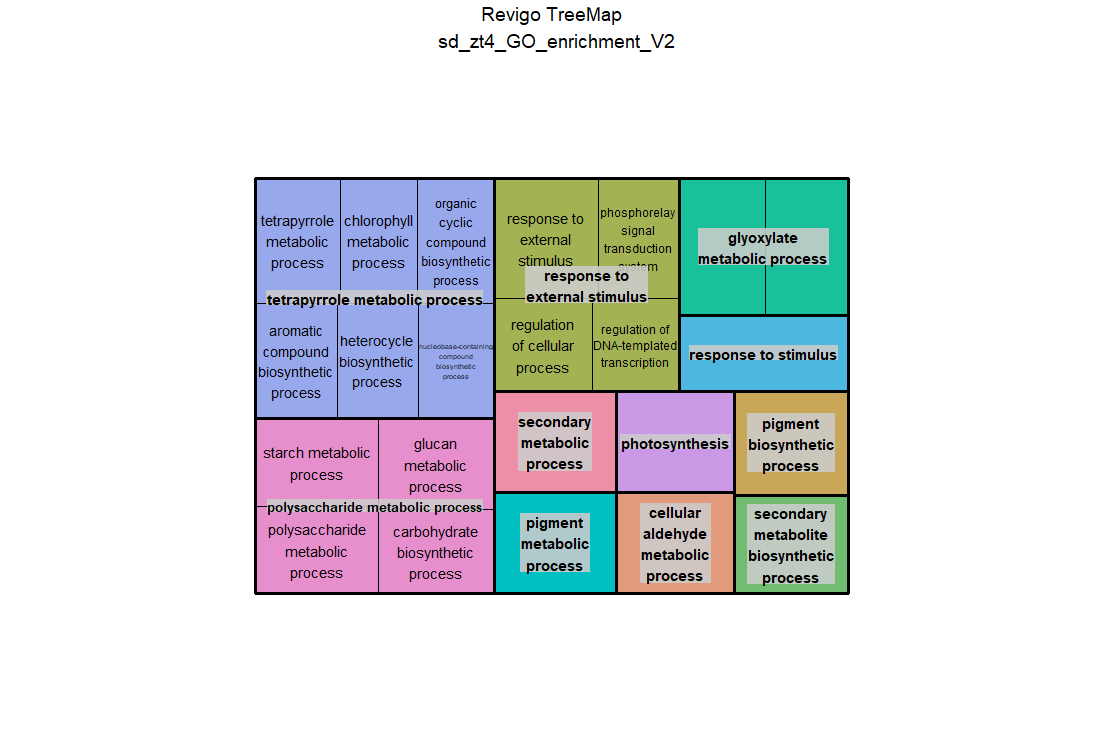 Revigo TreeMap
sd_zt4_GO_enrichment_V2
tetrapyrrole
metabolic
process
chlorophyll
metabolic
process
organic
cyclic
compound
biosynthetic
process
tetrapyrrole metabolic process
aromatic
compound
biosynthetic
process
heterocycle
biosynthetic
process
nucleobase-containing
compound
biosynthetic
process
starch metabolic
process
glucan
metabolic
process
polysaccharide metabolic process
polysaccharide
metabolic
process
carbohydrate
biosynthetic
process
response to
external
stimulus
phosphorelay
signal
transduction
system
response to
external stimulus
regulation
of cellular
process
regulation of
DNA-templated
transcription
glyoxylate
metabolic process
response to stimulus
secondary
metabolic
process
photosynthesis
pigment
biosynthetic
process
pigment
metabolic
process
cellular
aldehyde
metabolic
process
secondary
metabolite
biosynthetic
process